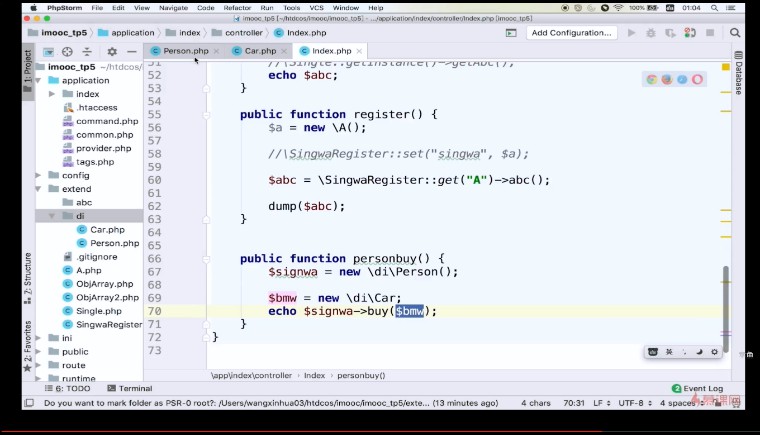 PhpStorm File Edit View Navigate Code Refactor Run Tools VCS Window Help 100% 01:04
imooc_tp5 [~/htdcos/imooc/imooc_tp5] - .../application/index/controller/Index.php [imooc_tp5]
imooc_tp5 application index controller Index.php Add Configuration...
1: Project
Person.php Car.php Index.php
Database
imooc_tp5 ~/htdcos/
application
index
.htaccess
command.php
common.php
provider.php
tags.php
config
extend
abc
di
Car.php
Person.php
.gitignore
A.php
ObjArray.php
ObjArray2.php
Single.php
SingwaRegister
ini
public
route
runtime
7: Structure
2: Favorites
51 //\Single::getInstance()->getAbc();
52 echo $abc;
53 }
54
55 public function register() {
56 $a = new \A();
57
58 //\SingwaRegister::set("singwa", $a);
59
60 $abc = \SingwaRegister::get("A")->abc();
61
62 dump($abc);
63 }
64
65
66 public function personbuy() {
67 $signwa = new \di\Person();
68
69 $bmw = new \di\Car;
70 echo $signwa->buy($bmw);
71 }
72 }
73
英
\app\index\controller Index personbuy()
6: TODO Terminal 2 Event Log
Do you want to mark folder as PSR-0 root?: /Users/wangxinhua03/htdcos/imooc/imooc_tp5/exte... (13 minutes ago) 4 chars 70:31 LF UTF-8 4 spaces
慕课网